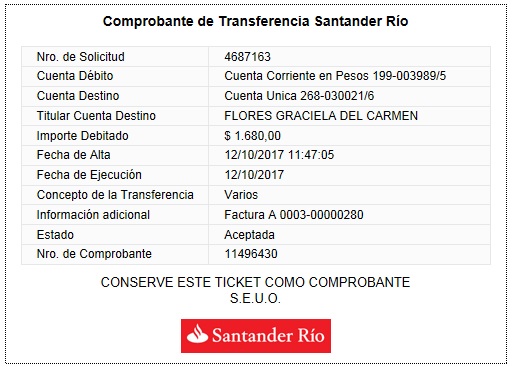 Comprobante de Transferencia Santander Río
Nro. de Solicitud 4687163
Cuenta Débito Cuenta Corriente en Pesos 199-003989/5
Cuenta Destino Cuenta Unica 268-030021/6
Titular Cuenta Destino FLORES GRACIELA DEL CARMEN
Importe Debitado $ 1.680,00
Fecha de Alta 12/10/2017 11:47:05
Fecha de Ejecución 12/10/2017
Concepto de la Transferencia Varios
Información adicional Factura A 0003-00000280
Estado Aceptada
Nro. de Comprobante 11496430
CONSERVE ESTE TICKET COMO COMPROBANTE
S.E.U.O.
Santander Río